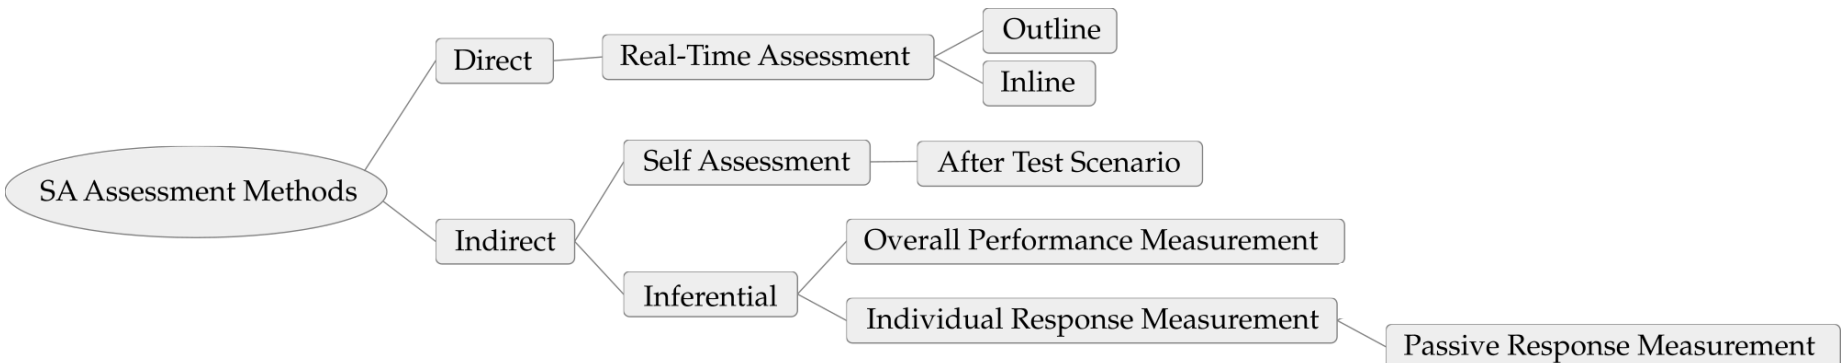 Outline
Direct
Real-Time Assessment
Inline
Self Assessment
After Test Scenario
SA Assessment Methods
Indirect
Overall Performance Measurement
Inferential
Individual Response Measurement
Passive Response Measurement